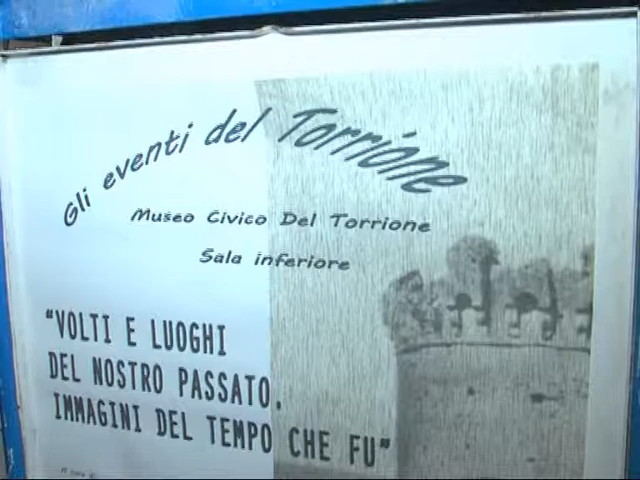 Gli eventi del Torrione
Museo Civico Del Torrione
Sala inferiore
"VOLTI E LUOGHI
DEL NOSTRO PASSATO.
IMMAGINI DEL TEMPO CHE FU"